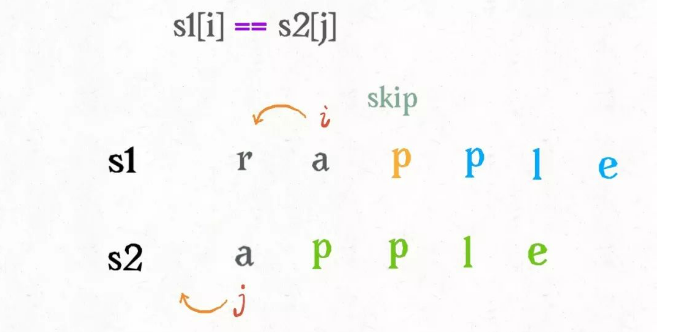 s1[i] == s2[j]
skip
i
s1 r a p p l e
s2 a p p l e
j